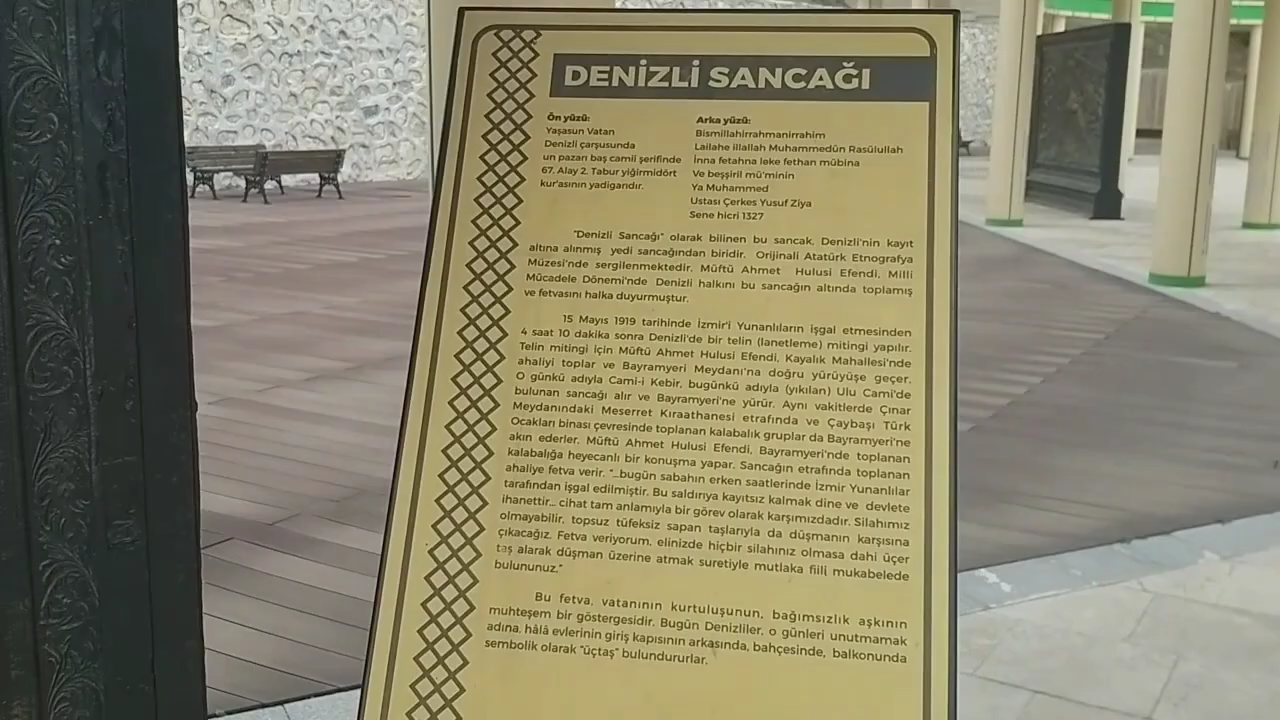 DENİZLİ SANCAĞI
Ön yüzü:
Yaşasun Vatan
Denizli çarşusunda
un pazarı baş camii şerifinde
67. Alay 2. Tabur yiğirmidört
kur'asının yadigarıdır.
Arka yüzü:
Bismillahirrahmanirrahim
Lailahe illallah Muhammedün Rasülullah
İnna fetahna leke fethan mübina
Ve beşşiril mü'minin
Ya Muhammed
Ustası Çerkes Yusuf Ziya
Sene hicri 1327
"Denizli Sancağı" olarak bilinen bu sancak, Denizli'nin kayıt
altına alınmış yedi sancağından biridir. Orijinali Atatürk Etnografya
Müzesi'nde sergilenmektedir. Müftü Ahmet Hulusi Efendi, Milli
Mücadele Dönemi'nde Denizli halkını bu sancağın altında toplamış
ve fetvasını halka duyurmuştur.
15 Mayıs 1919 tarihinde İzmir'i Yunanlıların işgal etmesinden
4 saat 10 dakika sonra Denizli'de bir telin (lanetleme) mitingi yapılır.
Telin mitingi için Müftü Ahmet Hulusi Efendi, Kayalık Mahallesi'nde
ahaliyi toplar ve Bayramyeri Meydanı'na doğru yürüyüşe geçer.
O günkü adıyla Cami-i Kebir, bugünkü adıyla (yıkılan) Ulu Cami'de
bulunan sancağı alır ve Bayramyeri'ne yürür. Aynı vakitlerde Çınar
Meydanındaki Meserret Kıraathanesi etrafında ve Çaybaşı Türk
Ocakları binası çevresinde toplanan kalabalık gruplar da Bayramyeri'ne
akın ederler. Müftü Ahmet Hulusi Efendi, Bayramyeri'nde toplanan
kalabalığa heyecanlı bir konuşma yapar. Sancağın etrafında toplanan
ahaliye fetva verir. "...bugün sabahın erken saatlerinde İzmir Yunanlılar
tarafından işgal edilmiştir. Bu saldırıya kayıtsız kalmak dine ve devlete
ihanettir... cihat tam anlamıyla bir görev olarak karşımızdadır. Silahımız
olmayabilir, topsuz tüfeksiz sapan taşlarıyla da düşmanın karşısına
çıkacağız. Fetva veriyorum, elinizde hiçbir silahınız olmasa dahi üçer
taş alarak düşman üzerine atmak suretiyle mutlaka fiili mukabelede
bulununuz."
Bu fetva, vatanının kurtuluşunun, bağımsızlık aşkının
muhteşem bir göstergesidir. Bugün Denizliler, o günleri unutmamak
adına, hâlâ evlerinin giriş kapısının arkasında, bahçesinde, balkonunda
sembolik olarak "üçtaş" bulundururlar.